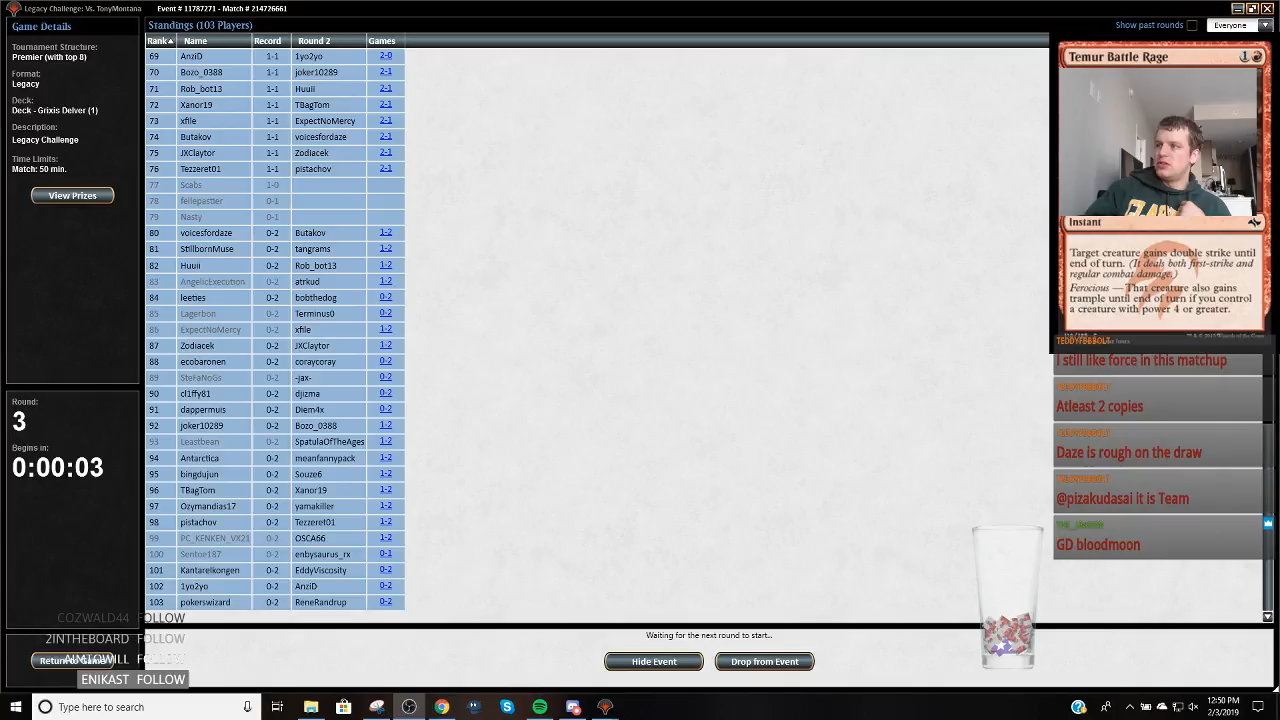 Legacy Challenge: Vs. TonyMontana
Event # 11787271 - Match # 214726661
Game Details
Tournament Structure:
Premier (with top 8)
Format:
Legacy
Deck:
Deck - Grixis Delver (1)
Description:
Legacy Challenge
Time Limits:
Match: 50 min.
View Prizes
Round:
3
Begins in:
0:00:03
Standings (103 Players)
Show past rounds
Everyone
Rank Name Record Round 2 Games
69 AnziD 1-1 1yo2yo 2-0
70 Bozo_0388 1-1 joker10289 2-1
71 Rob_bot13 1-1 Huuii 2-1
72 Xanor19 1-1 TBagTom 2-1
73 xfile 1-1 ExpectNoMercy 2-1
74 Butakov 1-1 voicesfordaze 2-1
75 JXClaytor 1-1 Zodiacek 2-1
76 Tezzeret01 1-1 pistachov 2-1
77 Scabs 1-0
78 fellepastier 0-1
79 Nasty 0-1
80 voicesfordaze 0-2 Butakov 1-2
81 StillbornMuse 0-2 tangrams 1-2
82 Huuii 0-2 Rob_bot13 1-2
83 AngelicExecution 0-2 atrkud 1-2
84 leeties 0-2 bobthedog 0-2
85 Lagerbon 0-2 Terminus0 0-2
86 ExpectNoMercy 0-2 xfile 1-2
87 Zodiacek 0-2 JXClaytor 1-2
88 ecobaronen 0-2 coraycoray 0-2
89 SteFaNoGs 0-2 -jax- 0-2
90 cl1ffy81 0-2 djizma 0-2
91 dappermuis 0-2 Diem4x 0-2
92 joker10289 0-2 Bozo_0388 1-2
93 Leastbean 0-2 SpatulaOfTheAges 1-2
94 Antarctica 0-2 meanfannypack 1-2
95 bingdujun 0-2 Souze6 1-2
96 TBagTom 0-2 Xanor19 1-2
97 Ozymandias17 0-2 yamakiller 1-2
98 pistachov 0-2 Tezzeret01 1-2
99 PC_KENKEN_VX21 0-2 OSCA66 1-2
100 Sentoe187 0-2 enbysaurus_rx 0-1
101 Kantarelkongen 0-2 EddyViscosity 0-2
102 1yo2yo 0-2 AnziD 0-2
103 pokerswizard 0-2 ReneRandrup 0-2
COZWALD44 FOLLOW
2INTHEBOARD FOLLOW
AIMTOWILL FOLLOW
ENIKAST FOLLOW
Waiting for the next round to start...
Hide Event
Drop from Event
Temur Battle Rage
1
Instant
Target creature gains double strike until
end of turn. (It deals both first-strike and
regular combat damage.)
Ferocious — That creature also gains
trample until end of turn if you control
a creature with power 4 or greater.
I still like force in this matchup
Atleast 2 copies
Daze is rough on the draw
@pizakudasai it is Team
GD bloodmoon
Type here to search
12:50 PM
2/3/2019